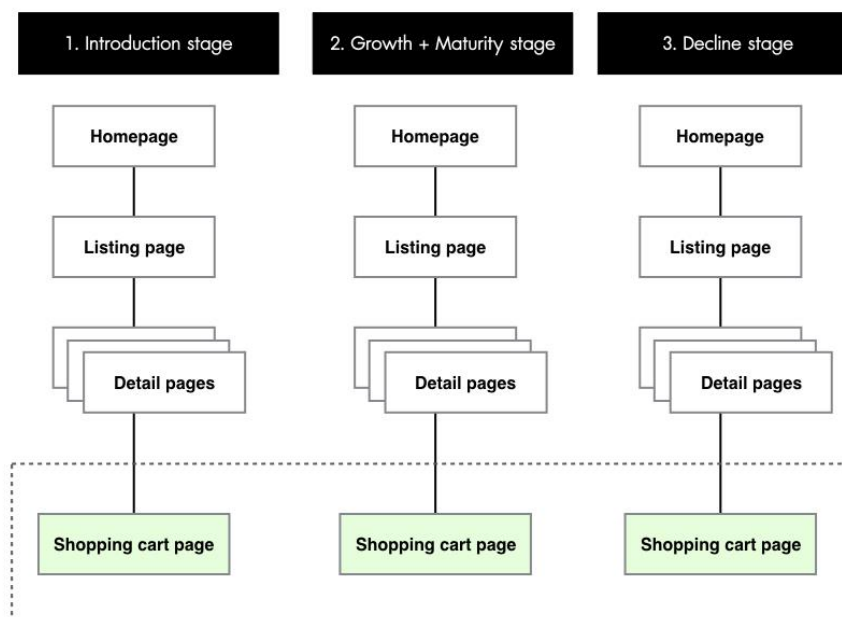 1. Introduction stage
2. Growth + Maturity stage
3. Decline stage
Homepage
Homepage
Homepage
Listing page
Listing page
Listing page
Detail pages
Detail pages
Detail pages
Shopping cart page
Shopping cart page
Shopping cart page